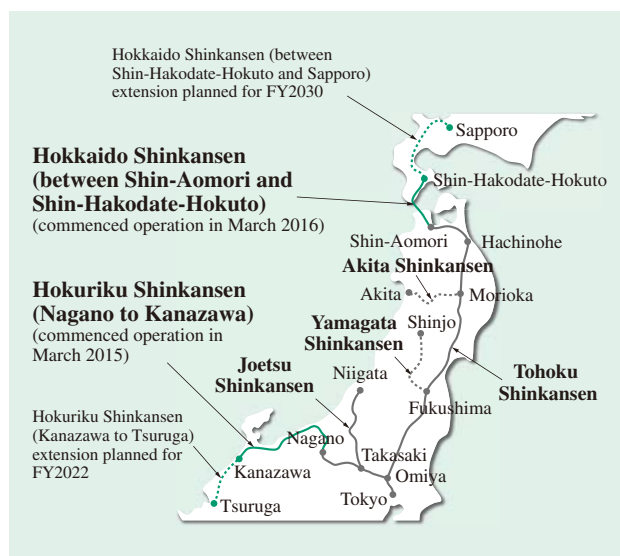 Hokkaido Shinkansen (between
Shin-Hakodate-Hokuto and Sapporo)
extension planned for FY2030
Sapporo
Hokkaido Shinkansen
(between Shin-Aomori and
Shin-Hakodate-Hokuto)
(commenced operation in March 2016)
Shin-Hakodate-Hokuto
Shin-Aomori
Hachinohe
Akita Shinkansen
Akita
Morioka
Hokuriku Shinkansen
(Nagano to Kanazawa)
(commenced operation in
March 2015)
Yamagata
Shinkansen
Shinjo
Joetsu
Shinkansen
Niigata
Tohoku
Shinkansen
Fukushima
Hokuriku Shinkansen
(Kanazawa to Tsuruga)
extension planned for
FY2022
Nagano
Kanazawa
Takasaki
Omiya
Tokyo
Tsuruga